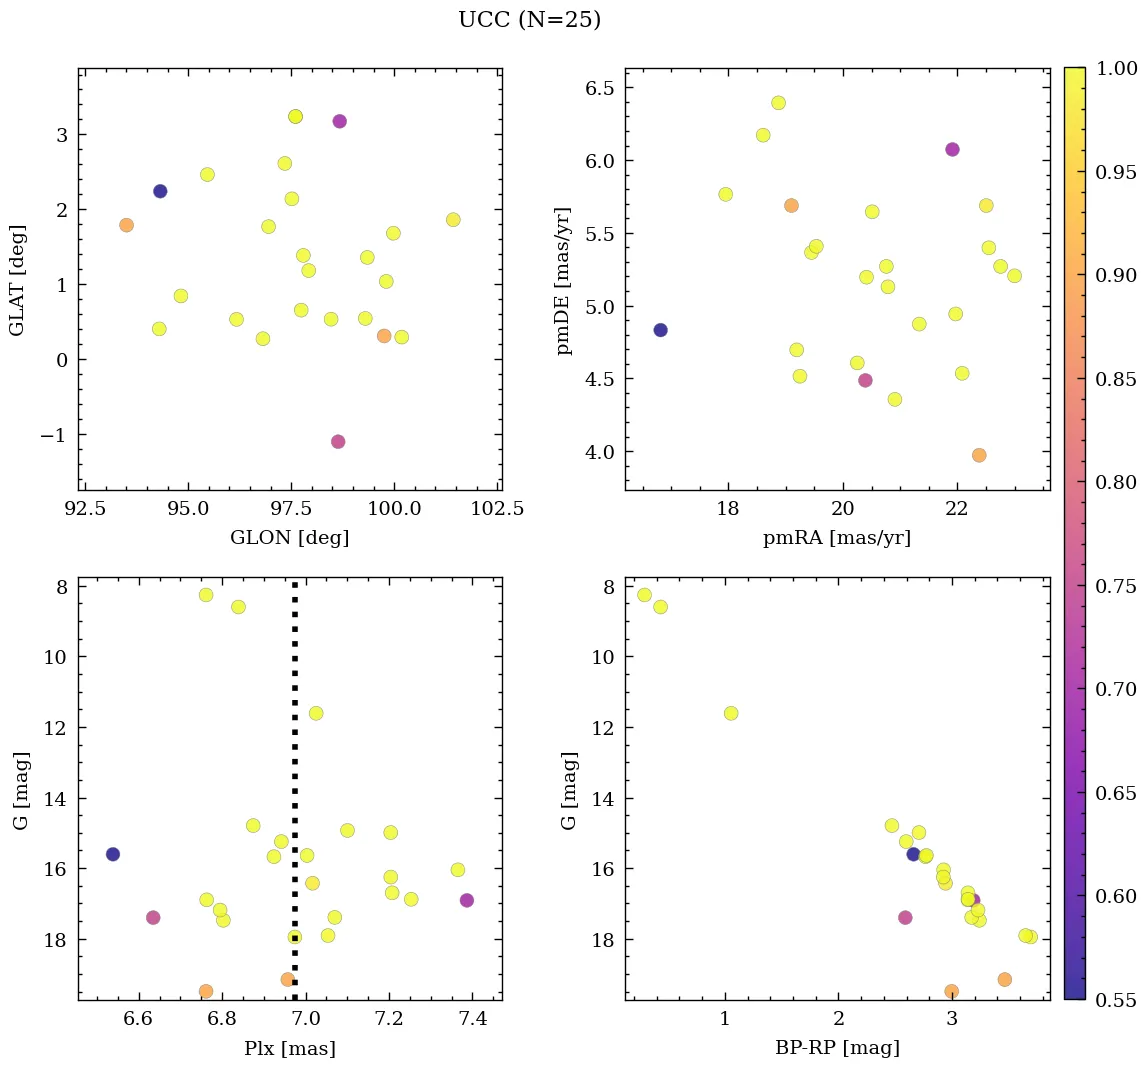 UCC (N=25)
3
2
1
0
−1
GLAT [deg]
92.5 95.0 97.5 100.0 102.5
GLON [deg]
6.5
6.0
5.5
5.0
4.5
4.0
pmDE [mas/yr]
18 20 22
pmRA [mas/yr]
8
10
12
14
16
18
G [mag]
6.6 6.8 7.0 7.2 7.4
Plx [mas]
8
10
12
14
16
18
G [mag]
1 2 3
BP-RP [mag]
1.00
0.95
0.90
0.85
0.80
0.75
0.70
0.65
0.60
0.55